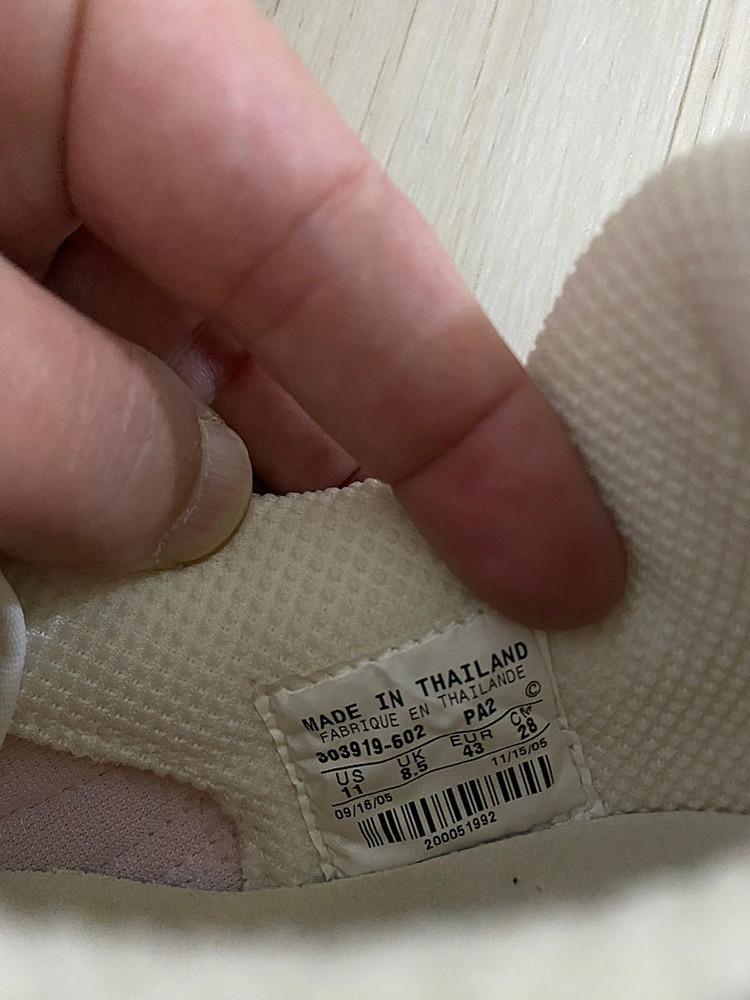 MADE IN THAILAND
FABRIQUE EN THAILANDE ©
303919-602 PA2
US UK EUR CM
11 8.5 43 28
09/16/05 11/15/05
200051992